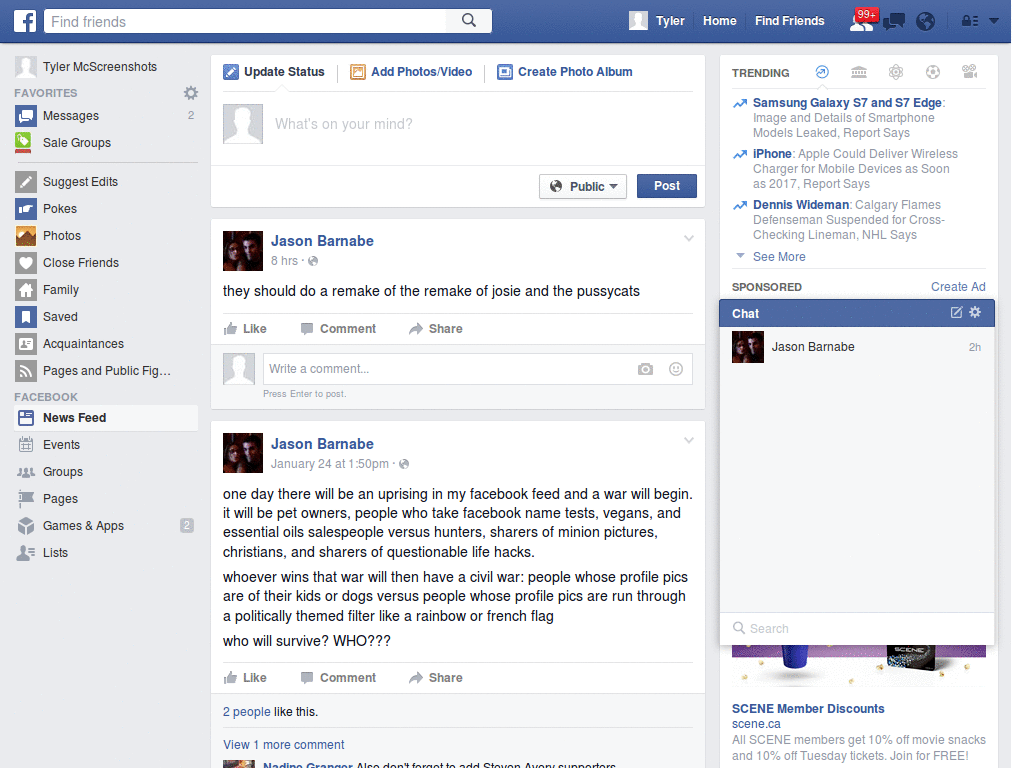 Find friends
Tyler
Home
Find Friends
99+
Tyler McScreenshots
FAVORITES
Messages
2
Sale Groups
Suggest Edits
Pokes
Photos
Close Friends
Family
Saved
Acquaintances
Pages and Public Fig…
FACEBOOK
News Feed
Events
Groups
Pages
Games & Apps
2
Lists
Update Status
Add Photos/Video
Create Photo Album
What's on your mind?
Public
Post
Jason Barnabe
8 hrs ·
they should do a remake of the remake of josie and the pussycats
Like
Comment
Share
Write a comment...
Press Enter to post.
Jason Barnabe
January 24 at 1:50pm ·
one day there will be an uprising in my facebook feed and a war will begin.
it will be pet owners, people who take facebook name tests, vegans, and
essential oils salespeople versus hunters, sharers of minion pictures,
christians, and sharers of questionable life hacks.
whoever wins that war will then have a civil war: people whose profile pics
are of their kids or dogs versus people whose profile pics are run through
a politically themed filter like a rainbow or french flag
who will survive? WHO???
Like
Comment
Share
2 people like this.
View 1 more comment
Nadine Granger Also don't forget to add Steven Avery supporters
TRENDING
Samsung Galaxy S7 and S7 Edge:
Image and Details of Smartphone
Models Leaked, Report Says
iPhone: Apple Could Deliver Wireless
Charger for Mobile Devices as Soon
as 2017, Report Says
Dennis Wideman: Calgary Flames
Defenseman Suspended for Cross-
Checking Lineman, NHL Says
See More
SPONSORED
Create Ad
Chat
Jason Barnabe
2h
Search
SCENE
SCENE Member Discounts
scene.ca
All SCENE members get 10% off movie snacks
and 10% off Tuesday tickets. Join for FREE!